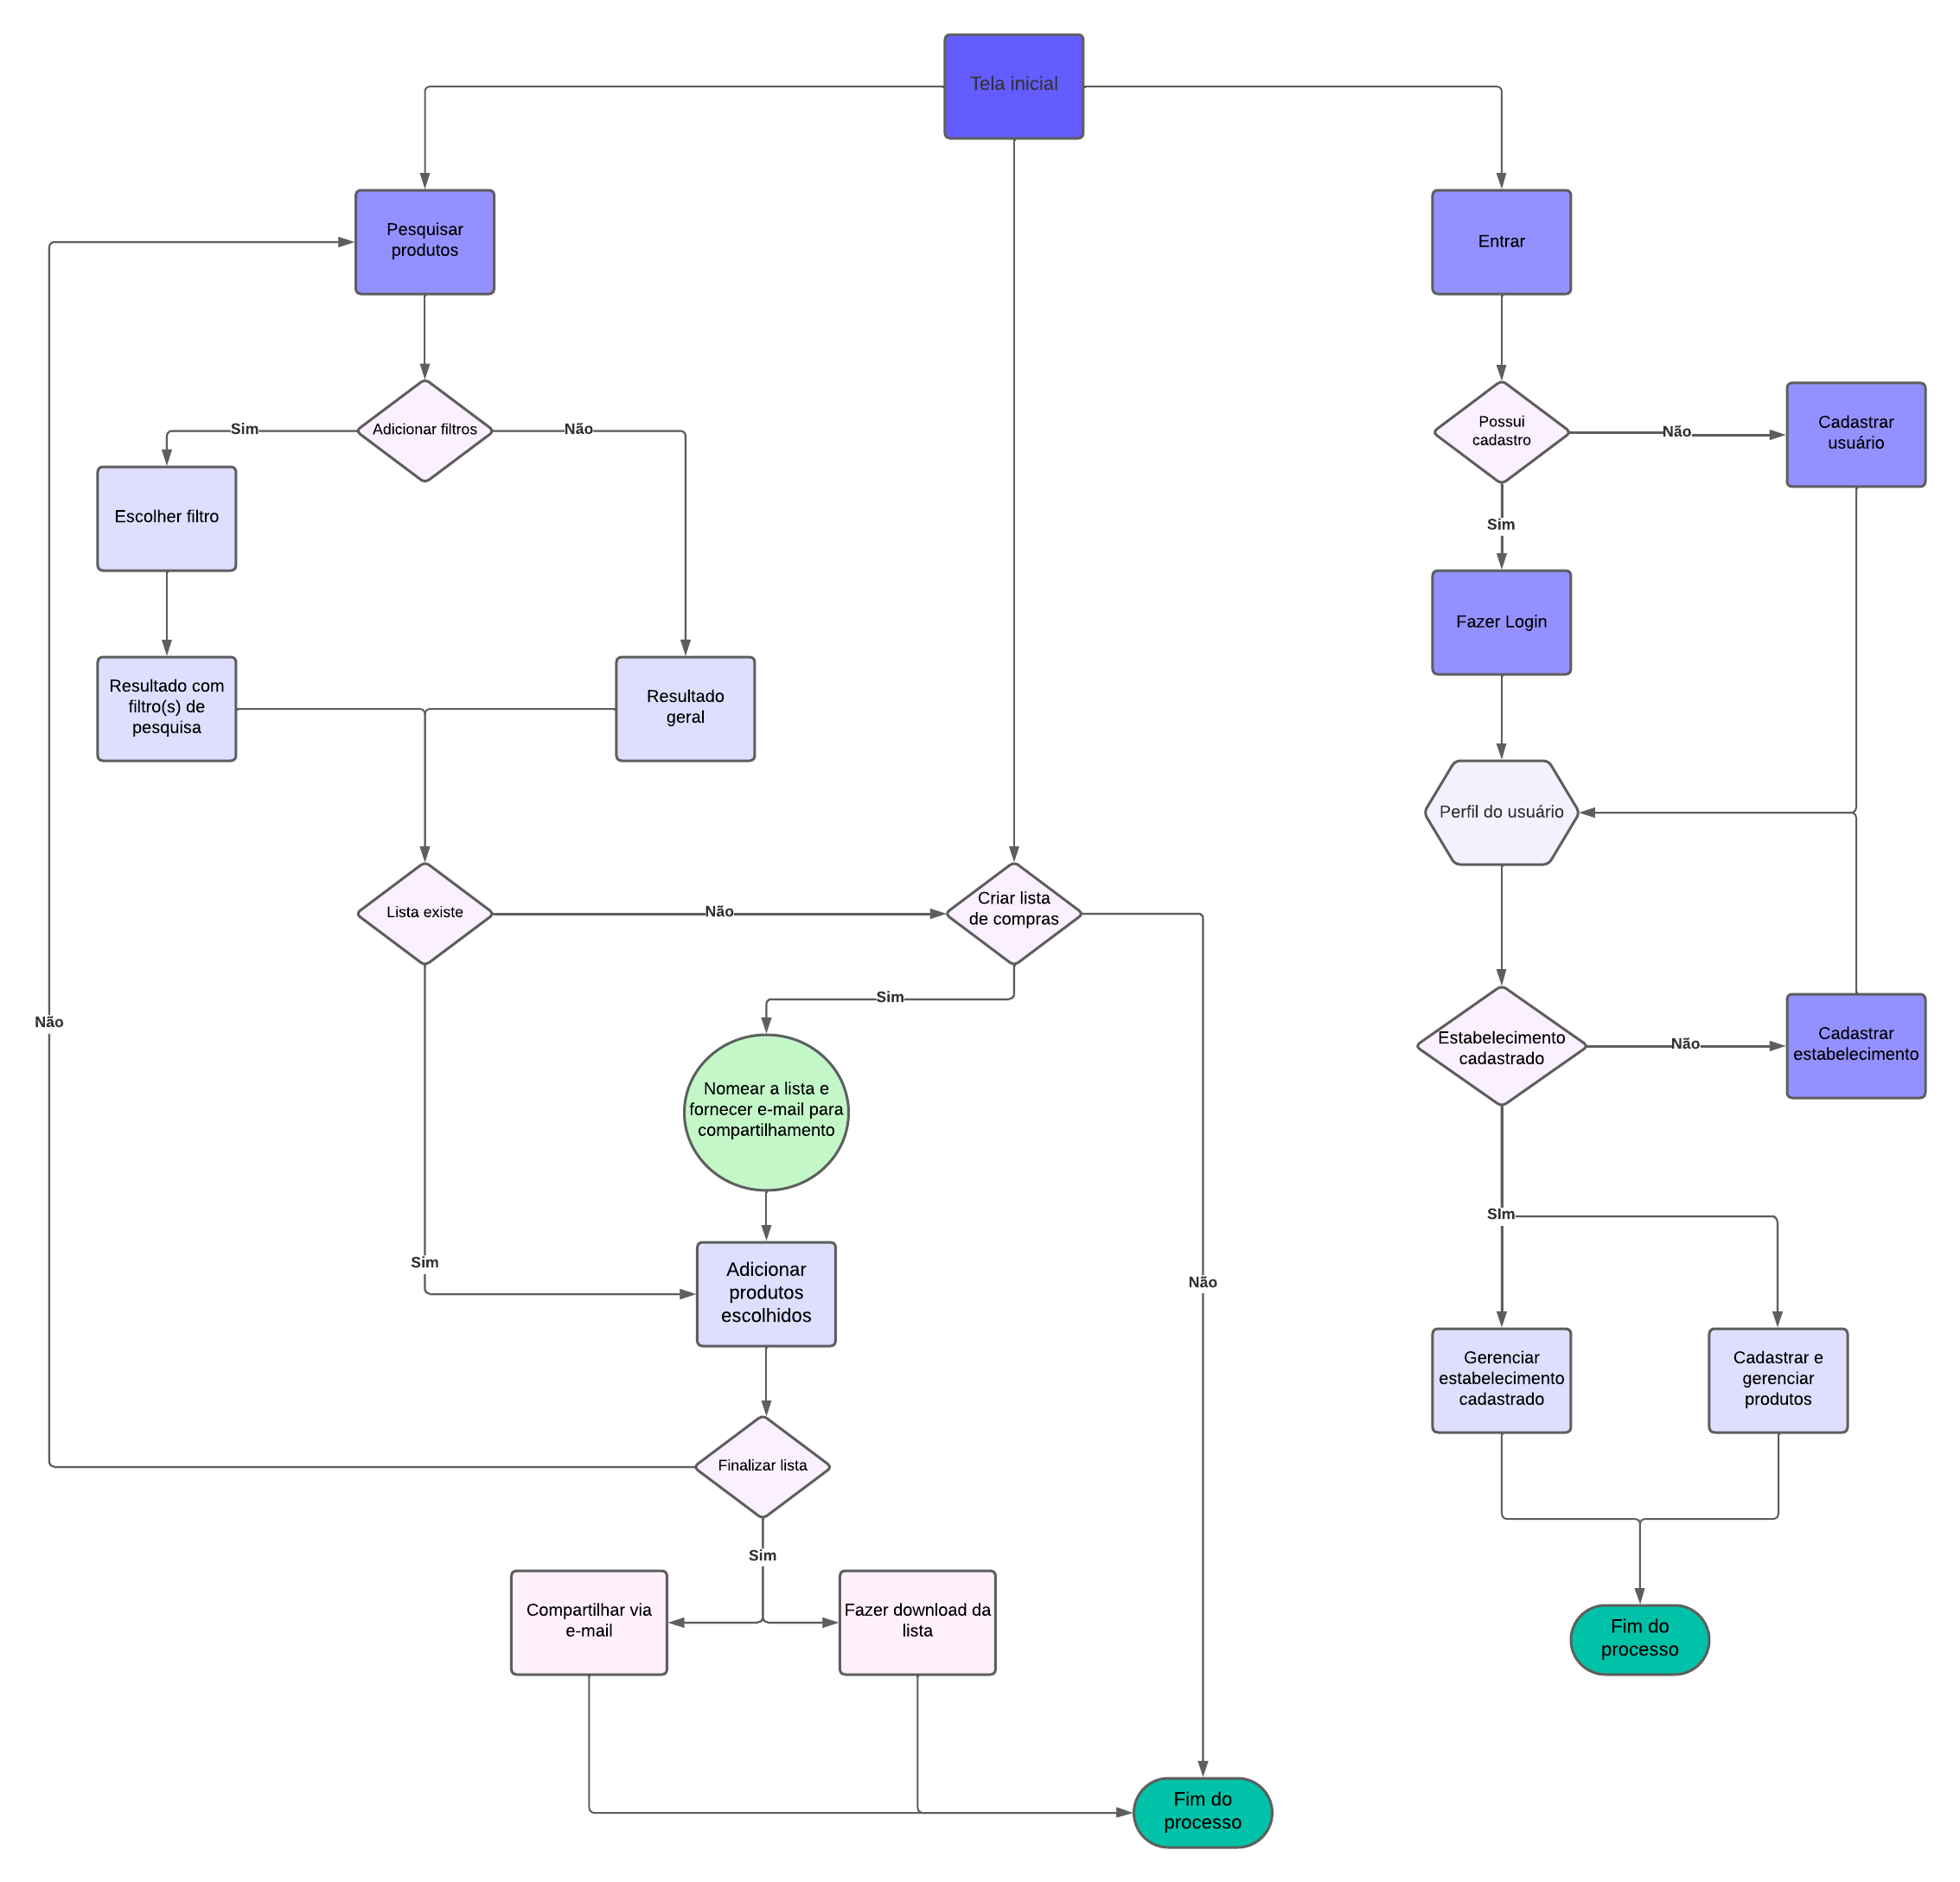 Tela inicial
Pesquisar
produtos
Entrar
Adicionar filtros
Sim
Não
Possui
cadastro
Não
Cadastrar
usuário
Sim
Escolher filtro
Fazer Login
Resultado com
filtro(s) de
pesquisa
Resultado
geral
Perfil do usuário
Lista existe
Não
Criar lista
de compras
Sim
Não
Estabelecimento
cadastrado
Não
Cadastrar
estabelecimento
Nomear a lista e
fornecer e-mail para
compartilhamento
SIm
Sim
Adicionar
produtos
escolhidos
Não
Gerenciar
estabelecimento
cadastrado
Cadastrar e
gerenciar
produtos
Finalizar lista
Sim
Compartilhar via
e-mail
Fazer download da
lista
Fim do
processo
Fim do
processo